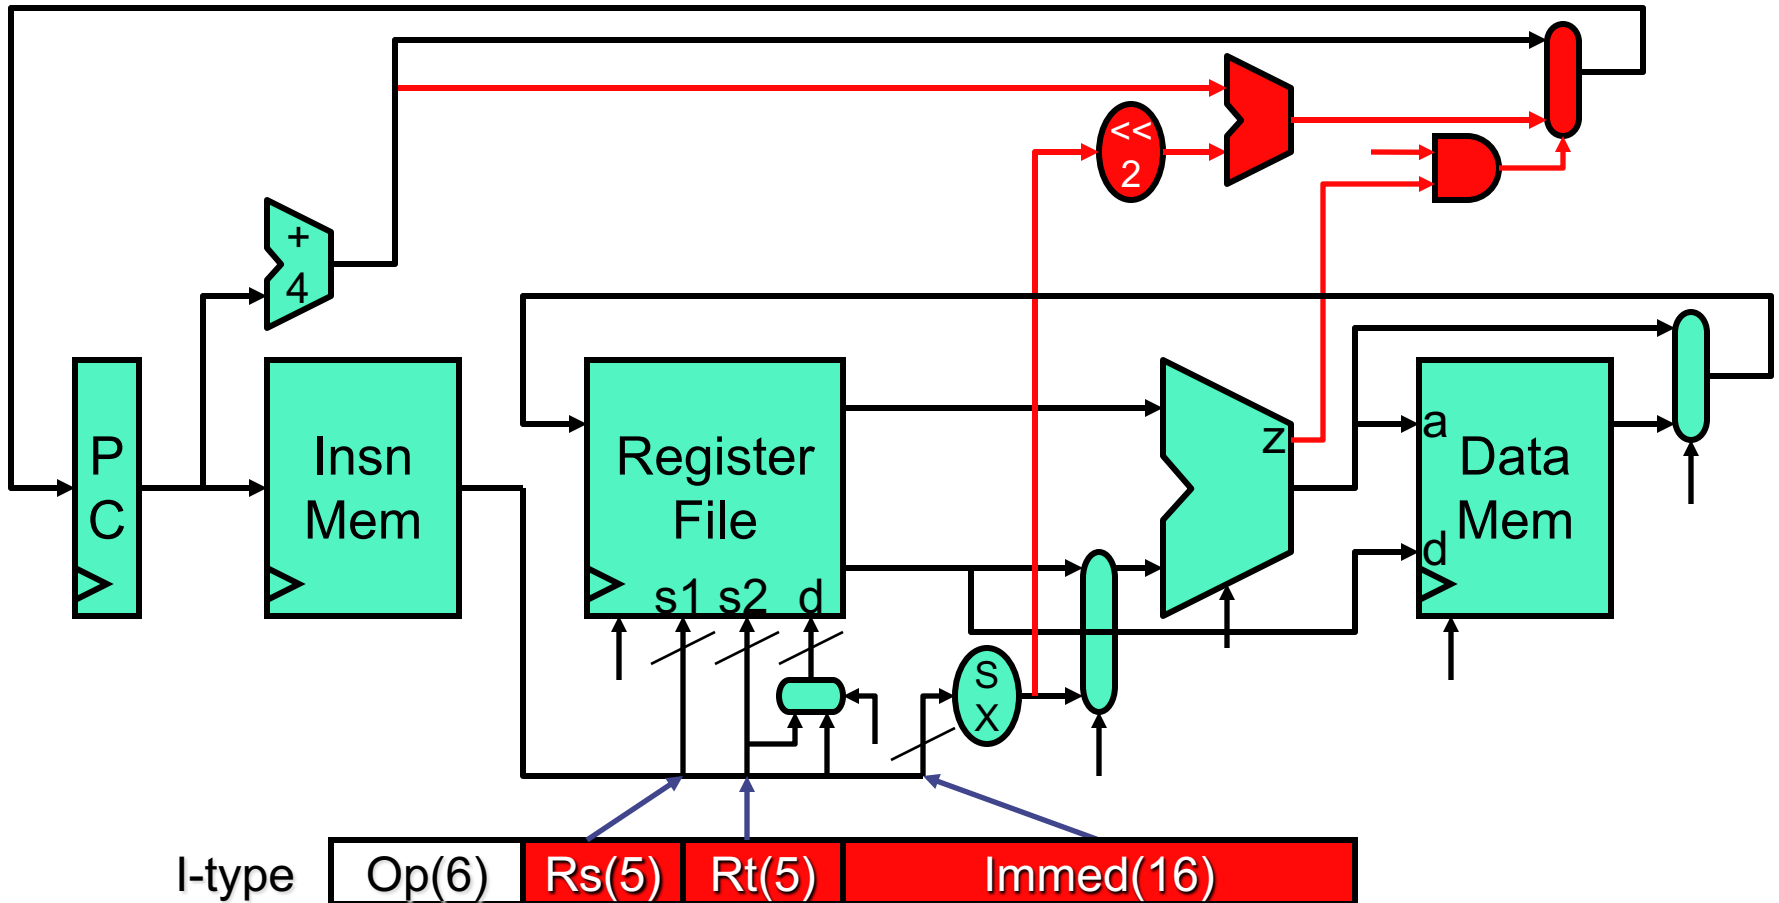 <<
2
+
4
P
C
Insn
Mem
Register
File
s1 s2 d
z
a
Data
Mem
d
S
X
I-type Op(6) Rs(5) Rt(5) Immed(16)